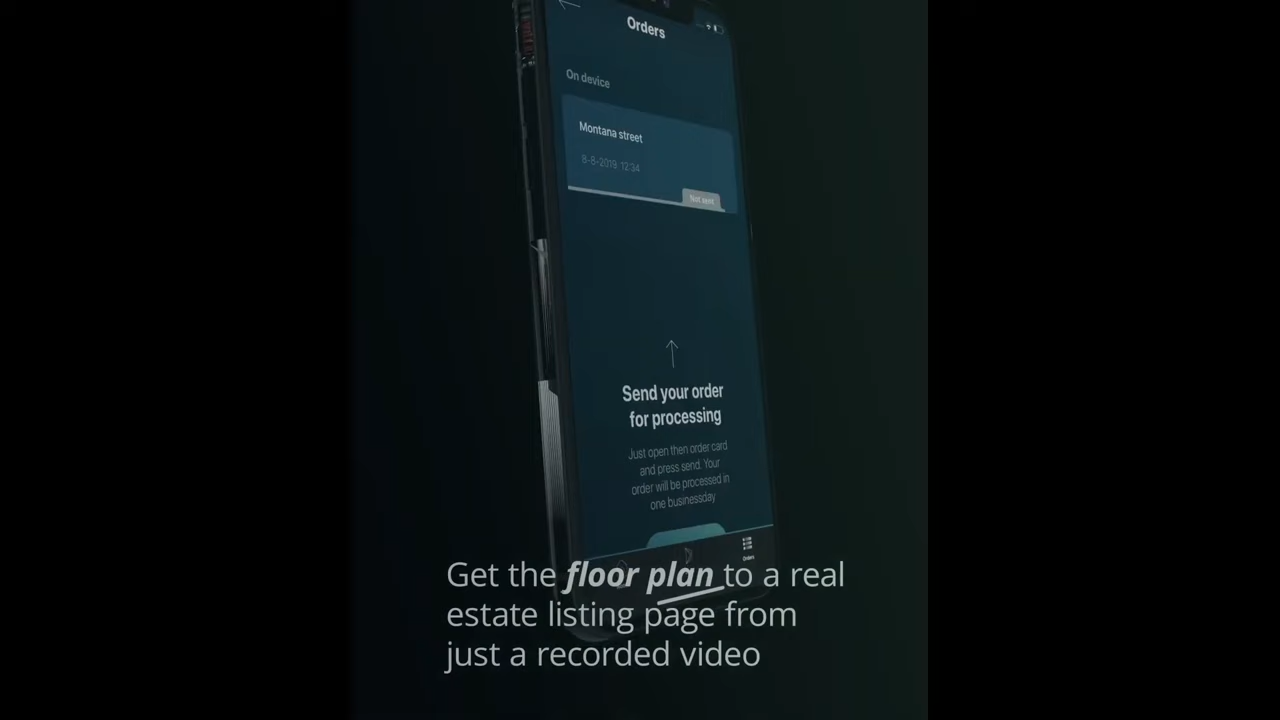 Orders
On device
Montana street
8-8-2019 12:34
Not sent
Send your order
for processing
Just open then order card
and press send. Your
order will be processed in
one businessday
Orders
Get the floor plan to a real
estate listing page from
just a recorded video